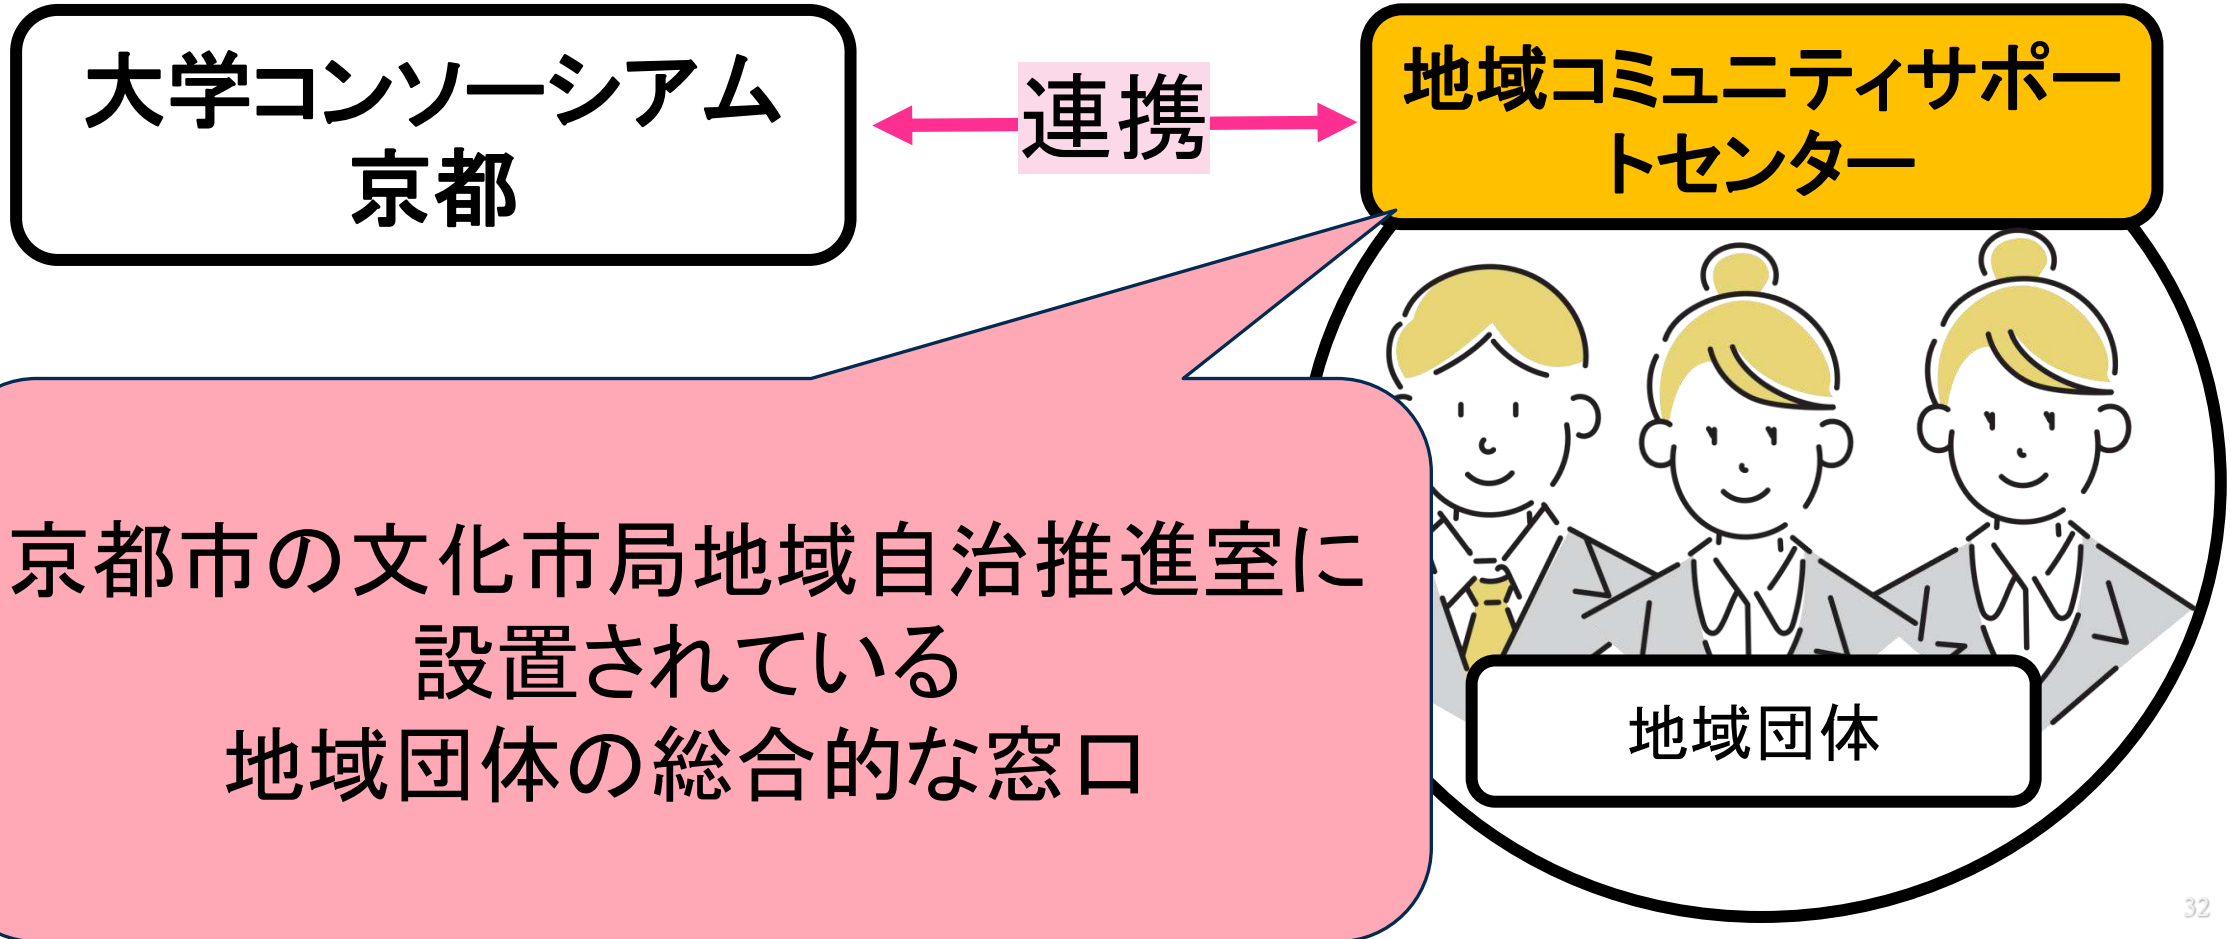 大学コンソーシアム
京都
連携
地域コミュニティサポー
トセンター
京都市の文化市局地域自治推進室に
設置されている
地域団体の総合的な窓口
地域団体
32